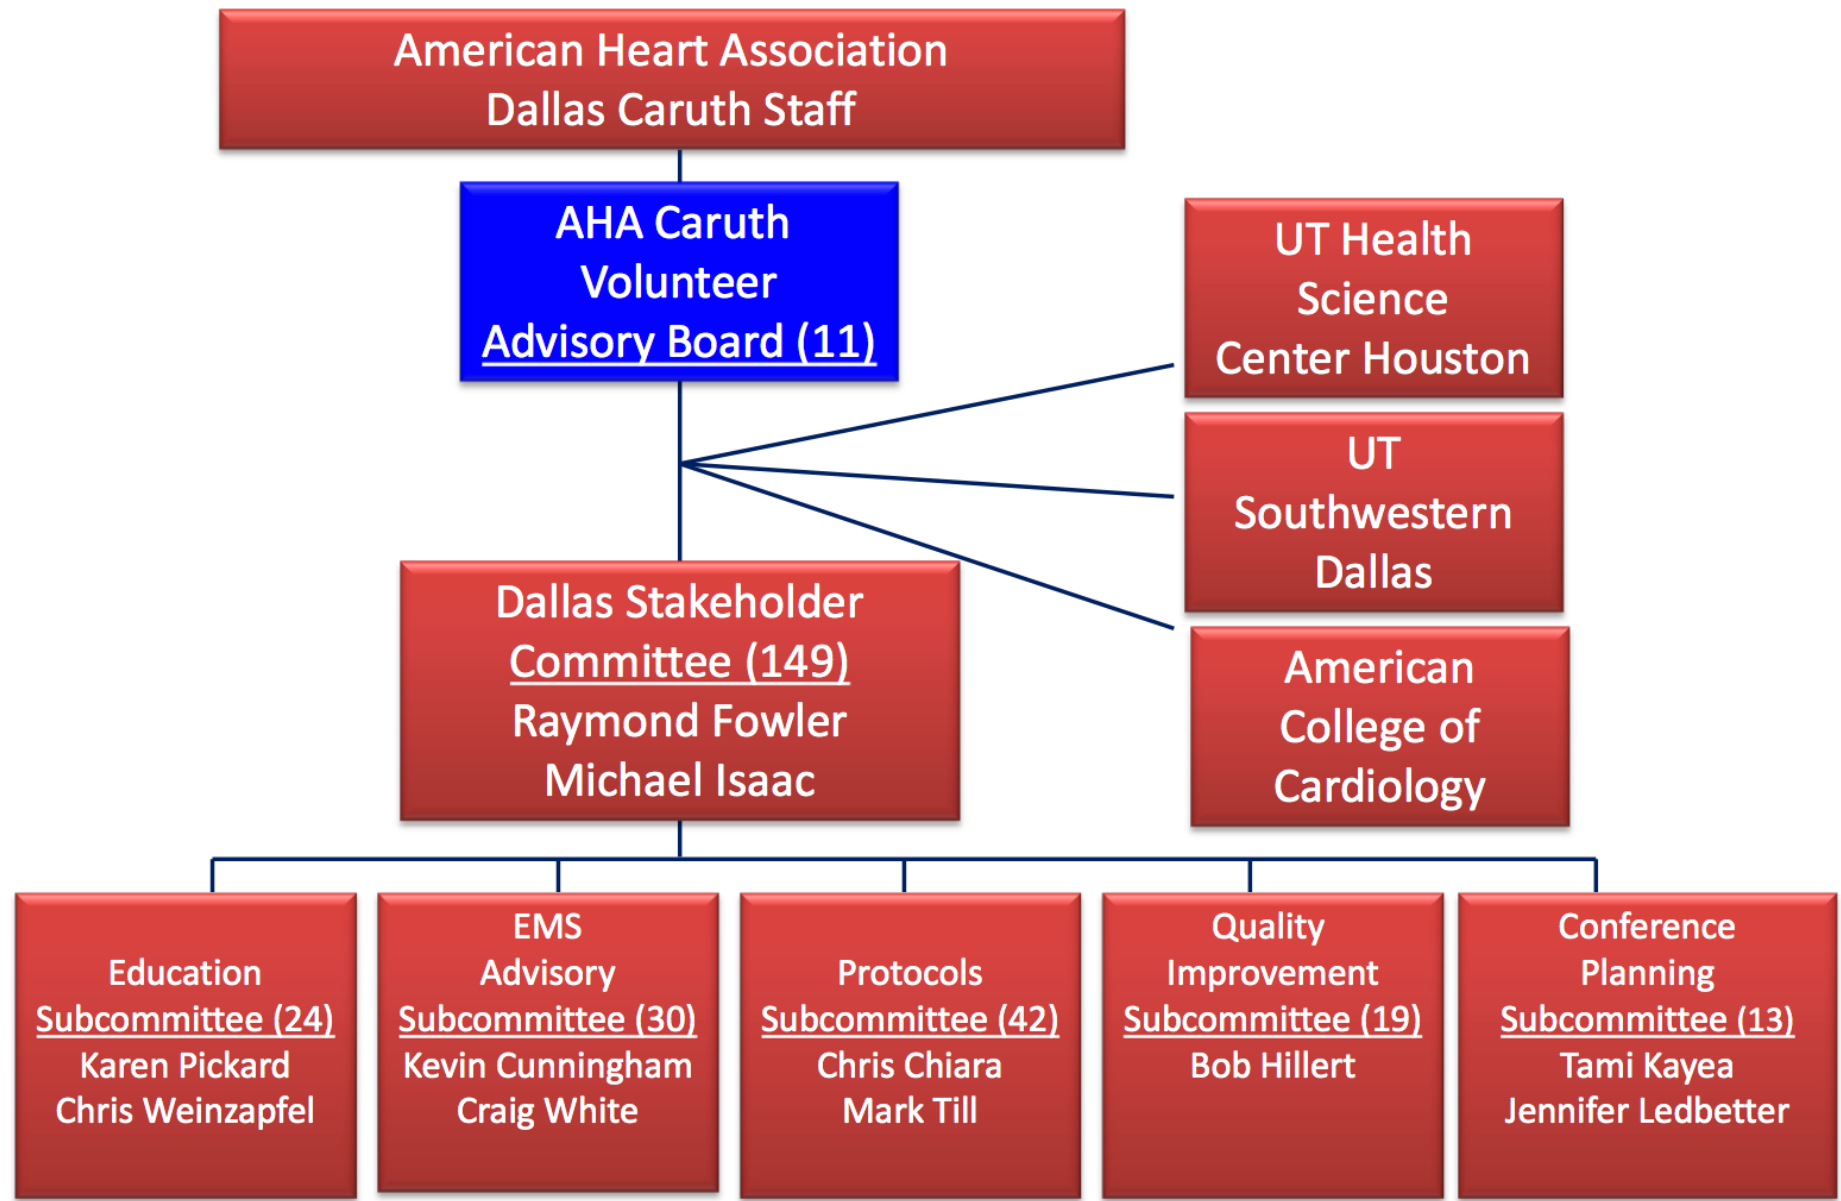 American Heart Association
Dallas Caruth Staff
AHA Caruth
Volunteer
Advisory Board (11)
UT Health
Science
Center Houston
UT
Southwestern
Dallas
American
College of
Cardiology
Dallas Stakeholder
Committee (149)
Raymond Fowler
Michael Isaac
Education
Subcommittee (24)
Karen Pickard
Chris Weinzapfel
EMS
Advisory
Subcommittee (30)
Kevin Cunningham
Craig White
Protocols
Subcommittee (42)
Chris Chiara
Mark Till
Quality
Improvement
Subcommittee (19)
Bob Hillert
Conference
Planning
Subcommittee (13)
Tami Kayea
Jennifer Ledbetter